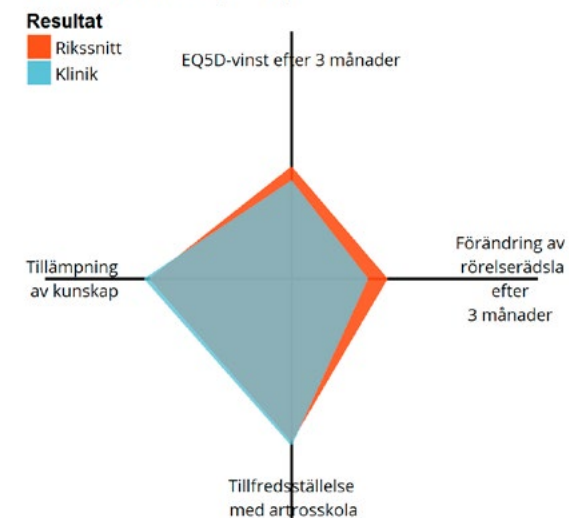 Resultat
Rikssnitt
Klinik
EQ5D-vinst efter 3 månader
Förändring av
rörelserädsla
efter
3 månader
Tillämpning
av kunskap
Tillfredsställelse
med artrosskola